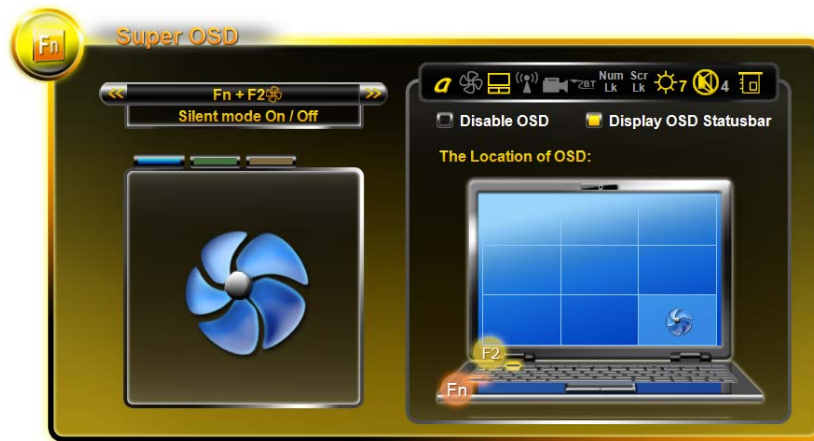 Fn
Super OSD
<< Fn + F2 >>
Silent mode On / Off
a
BT
Num Lk
Scr Lk
7
4
Disable OSD
Display OSD Statusbar
The Location of OSD:
F2
Fn